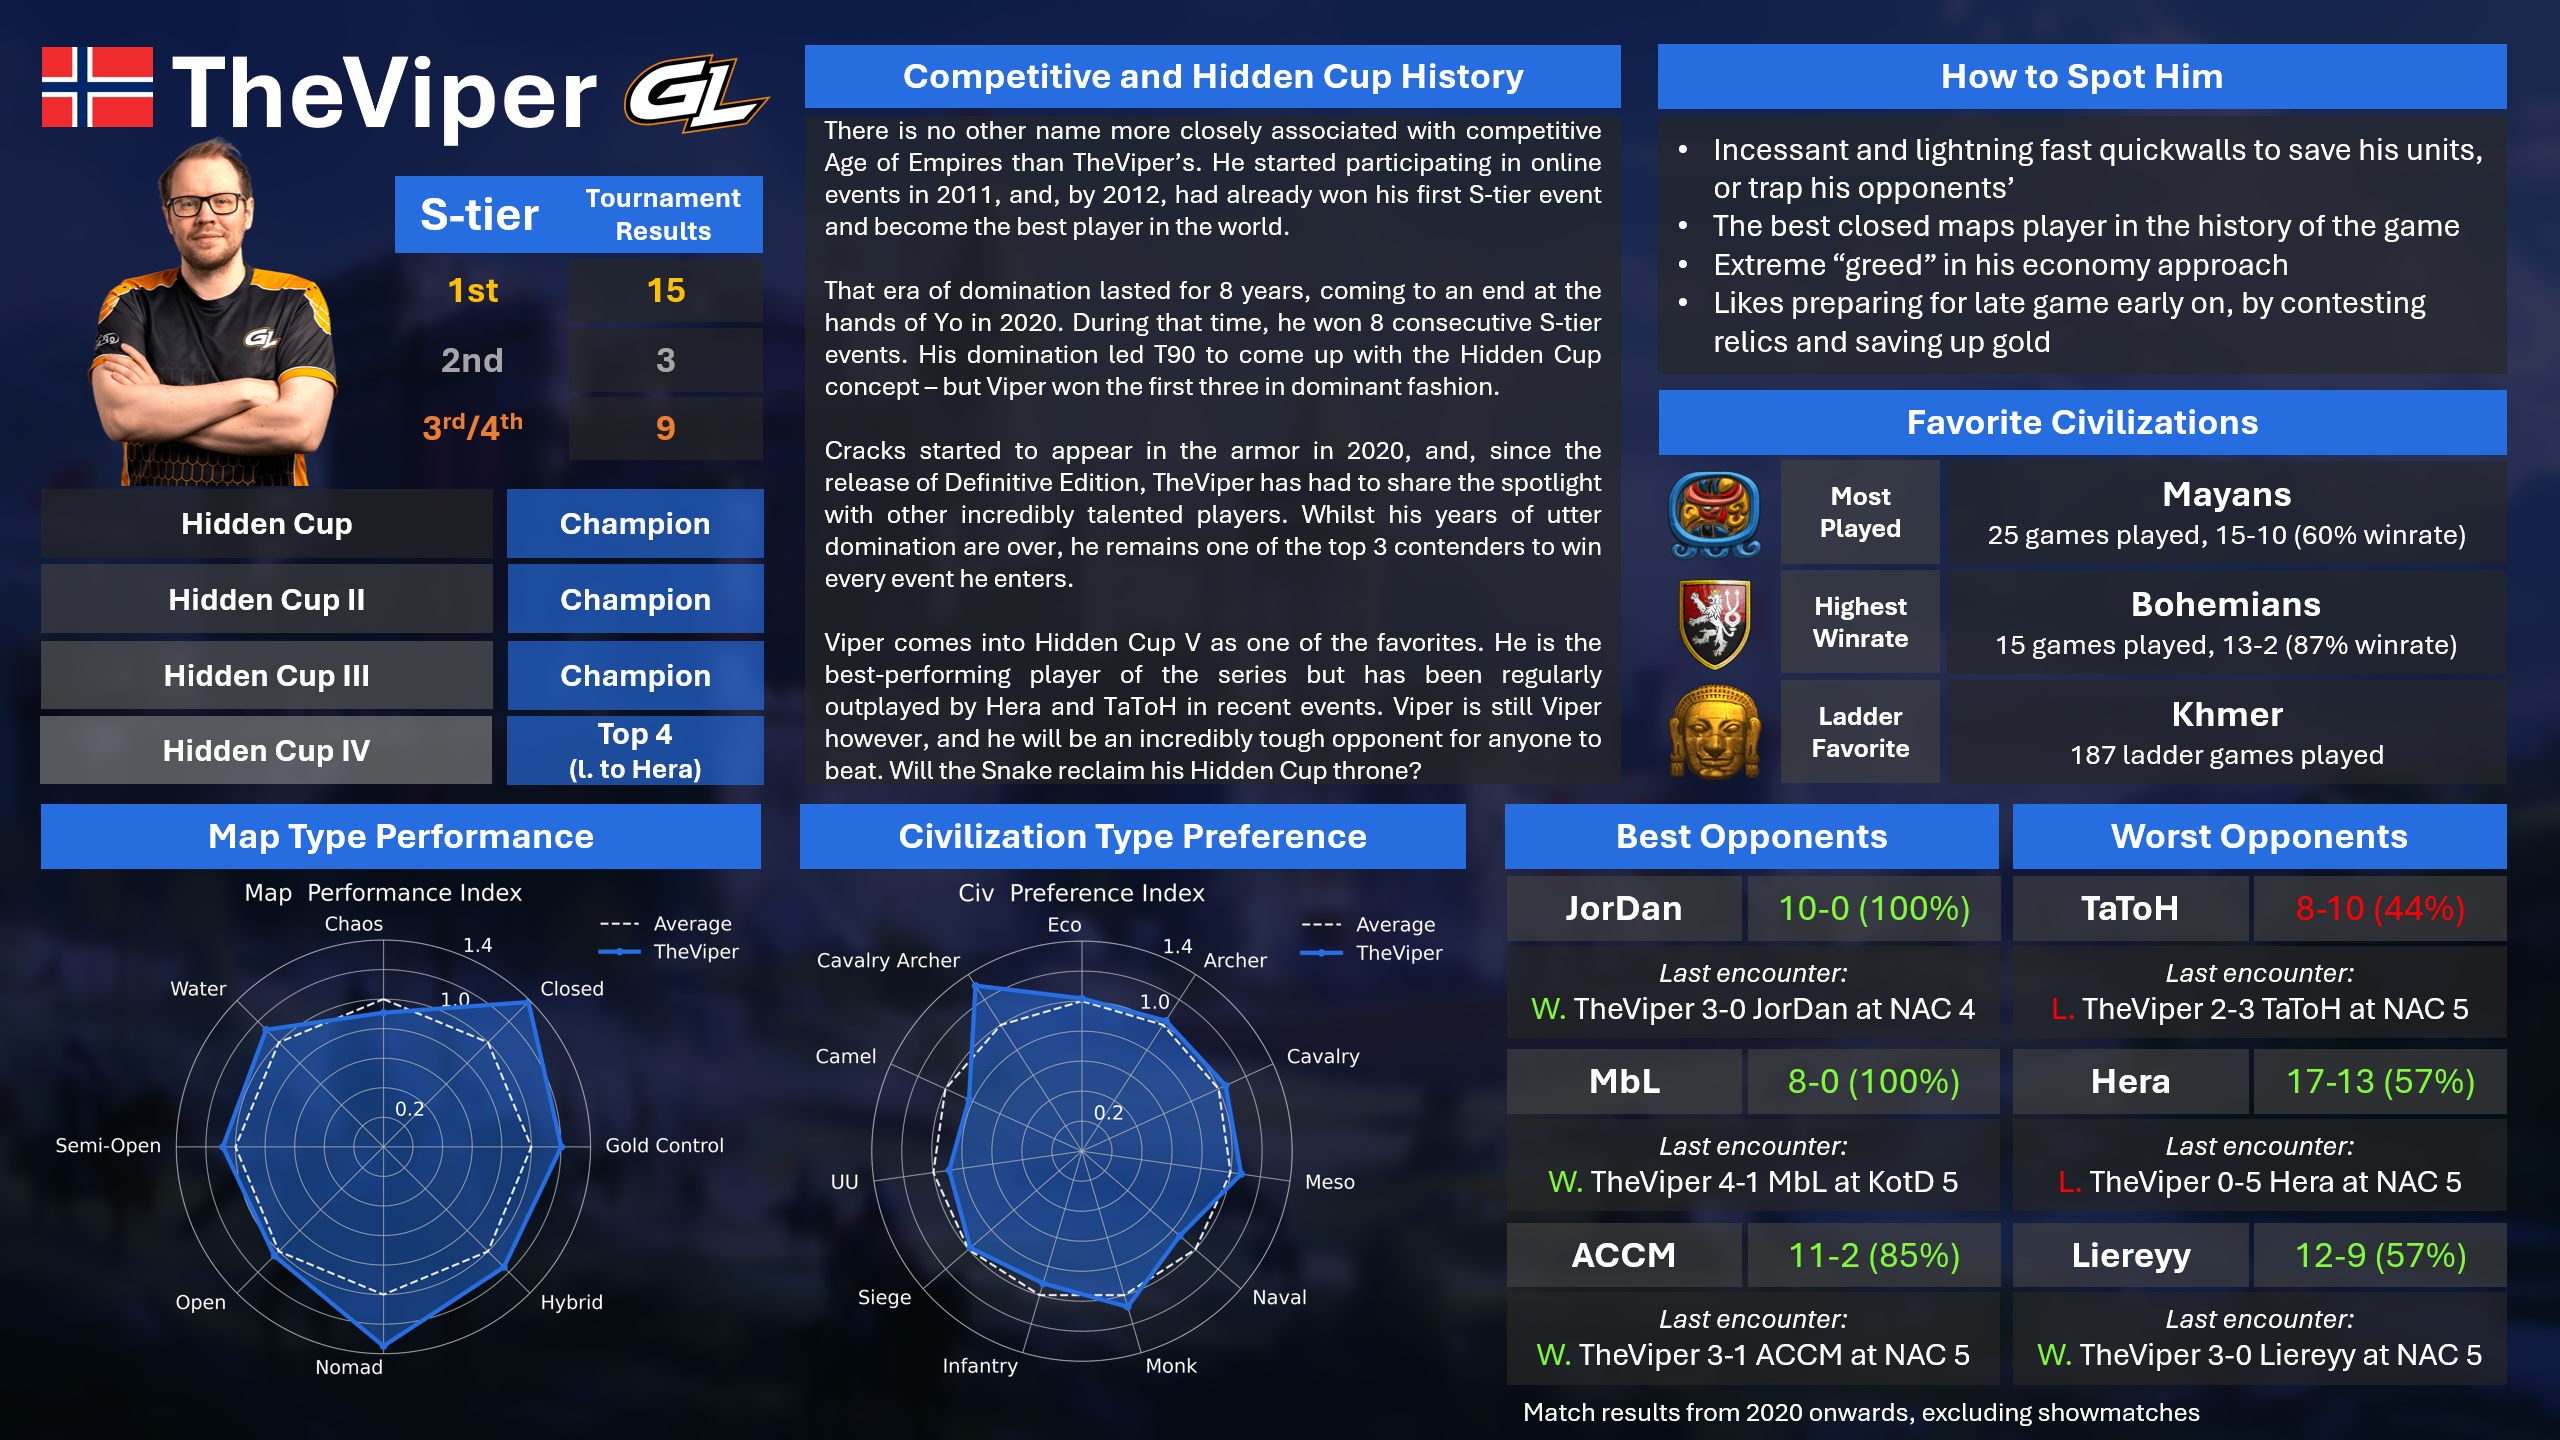 TheViper
GL
GL
S-tier
Tournament
Results
1st
15
2nd
3
3rd/4th
9
Hidden Cup
Champion
Hidden Cup II
Champion
Hidden Cup III
Champion
Hidden Cup IV
Top 4
(l. to Hera)
Competitive and Hidden Cup History
There is no other name more closely associated with competitive
Age of Empires than TheViper’s. He started participating in online
events in 2011, and, by 2012, had already won his first S-tier event
and become the best player in the world.
That era of domination lasted for 8 years, coming to an end at the
hands of Yo in 2020. During that time, he won 8 consecutive S-tier
events. His domination led T90 to come up with the Hidden Cup
concept – but Viper won the first three in dominant fashion.
Cracks started to appear in the armor in 2020, and, since the
release of Definitive Edition, TheViper has had to share the spotlight
with other incredibly talented players. Whilst his years of utter
domination are over, he remains one of the top 3 contenders to win
every event he enters.
Viper comes into Hidden Cup V as one of the favorites. He is the
best-performing player of the series but has been regularly
outplayed by Hera and TaToH in recent events. Viper is still Viper
however, and he will be an incredibly tough opponent for anyone to
beat. Will the Snake reclaim his Hidden Cup throne?
How to Spot Him
• Incessant and lightning fast quickwalls to save his units,
or trap his opponents’
• The best closed maps player in the history of the game
• Extreme “greed” in his economy approach
• Likes preparing for late game early on, by contesting
relics and saving up gold
Favorite Civilizations
Most
Played
Mayans
25 games played, 15-10 (60% winrate)
Highest
Winrate
Bohemians
15 games played, 13-2 (87% winrate)
Ladder
Favorite
Khmer
187 ladder games played
Map Type Performance
Map Performance Index
Chaos
Average
TheViper
1.4
Water
Closed
1.0
0.2
Semi-Open
Gold Control
Open
Hybrid
Nomad
Civilization Type Preference
Civ Preference Index
Eco
Average
TheViper
1.4
Cavalry Archer
Archer
1.0
Camel
Cavalry
0.2
UU
Meso
Siege
Naval
Infantry
Monk
Best Opponents
JorDan
10-0 (100%)
Last encounter:
W. TheViper 3-0 JorDan at NAC 4
MbL
8-0 (100%)
Last encounter:
W. TheViper 4-1 MbL at KotD 5
ACCM
11-2 (85%)
Last encounter:
W. TheViper 3-1 ACCM at NAC 5
Worst Opponents
TaToH
8-10 (44%)
Last encounter:
L. TheViper 2-3 TaToH at NAC 5
Hera
17-13 (57%)
Last encounter:
L. TheViper 0-5 Hera at NAC 5
Liereyy
12-9 (57%)
Last encounter:
W. TheViper 3-0 Liereyy at NAC 5
Match results from 2020 onwards, excluding showmatches